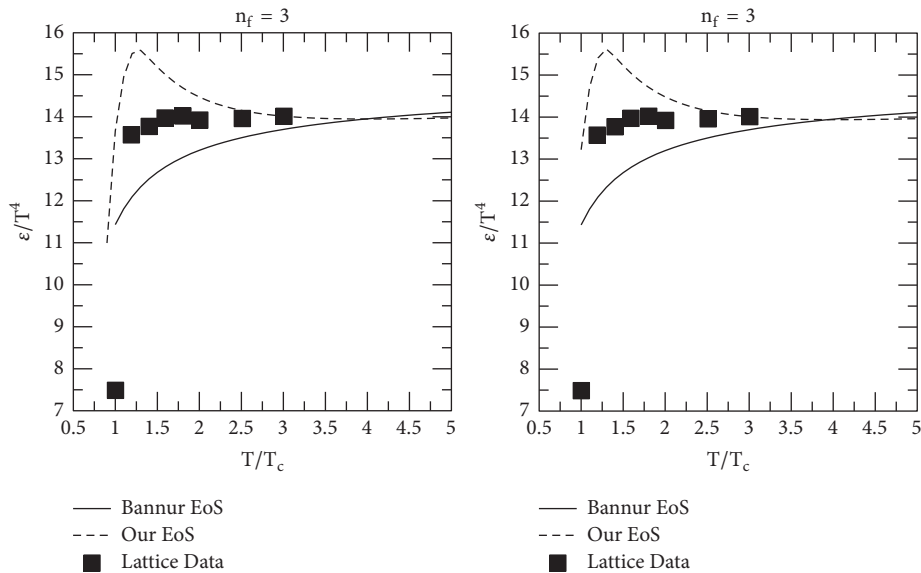 n_f = 3
16
15
14
13
12
11
10
9
8
7
ε/T^4
0.5 1 1.5 2 2.5 3 3.5 4 4.5 5
T/T_c
Bannur EoS
Our EoS
Lattice Data
n_f = 3
16
15
14
13
12
11
10
9
8
7
ε/T^4
0.5 1 1.5 2 2.5 3 3.5 4 4.5 5
T/T_c
Bannur EoS
Our EoS
Lattice Data